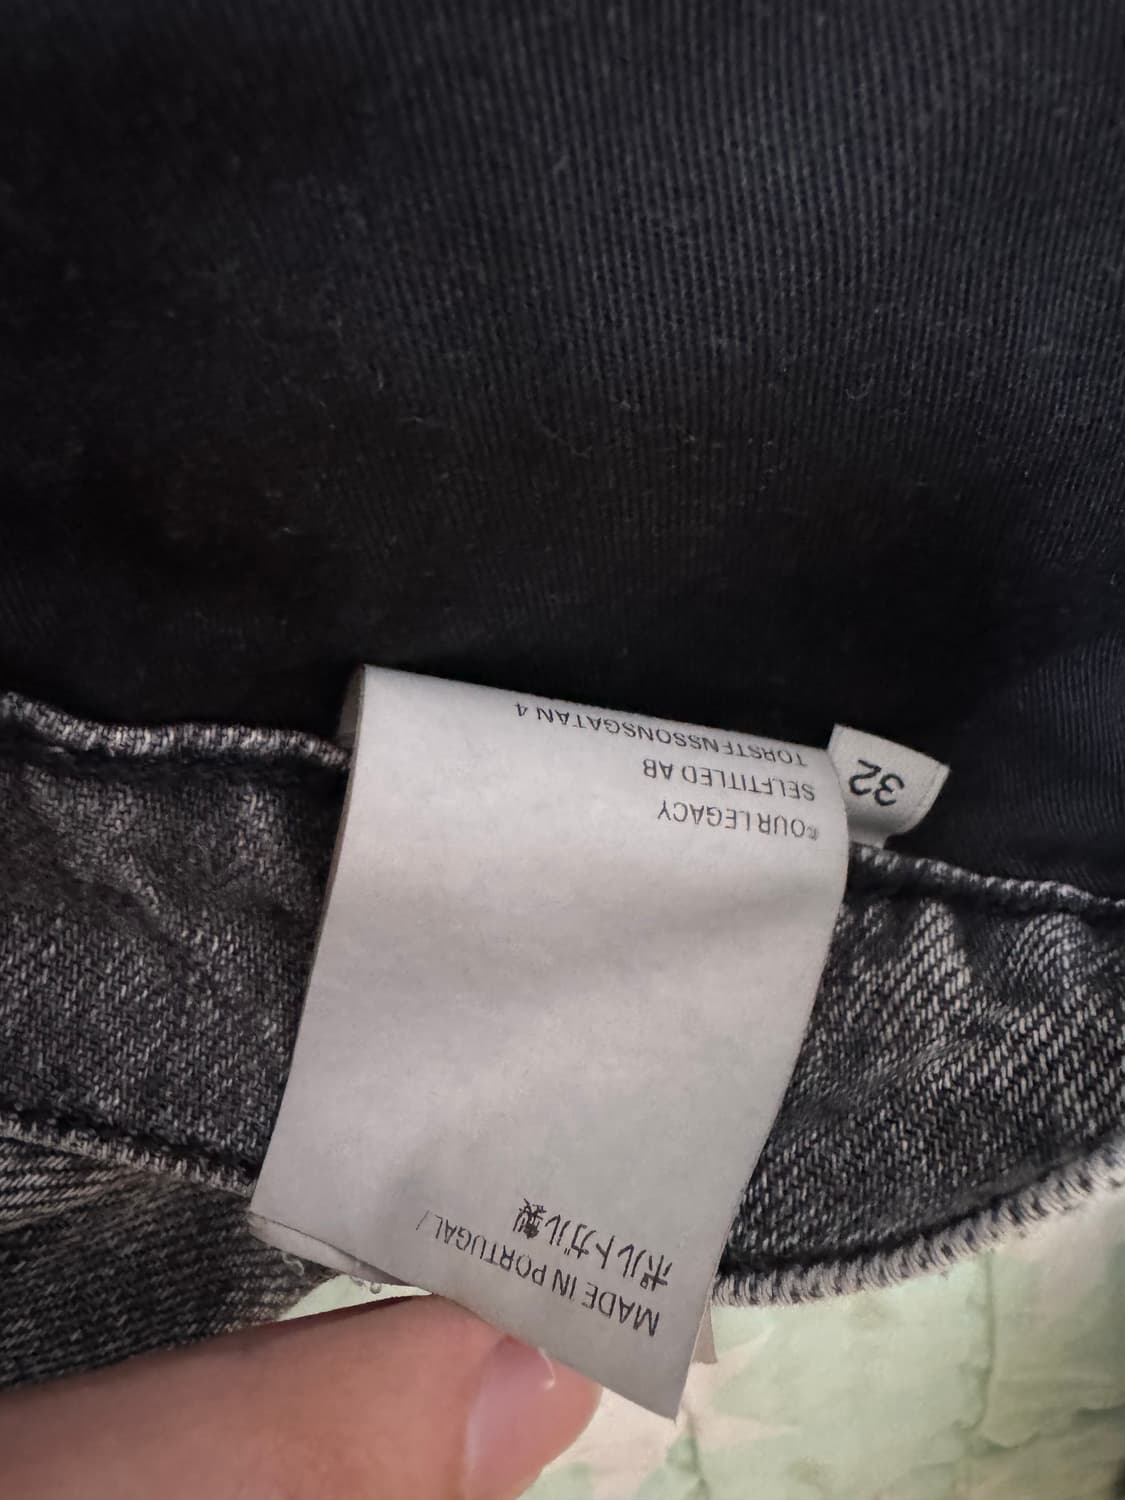 MADE IN PORTUGAL /
ポルトガル製
©OUR LEGACY
SELFTITLED AB
TORSTENSSONSGATAN 4
32